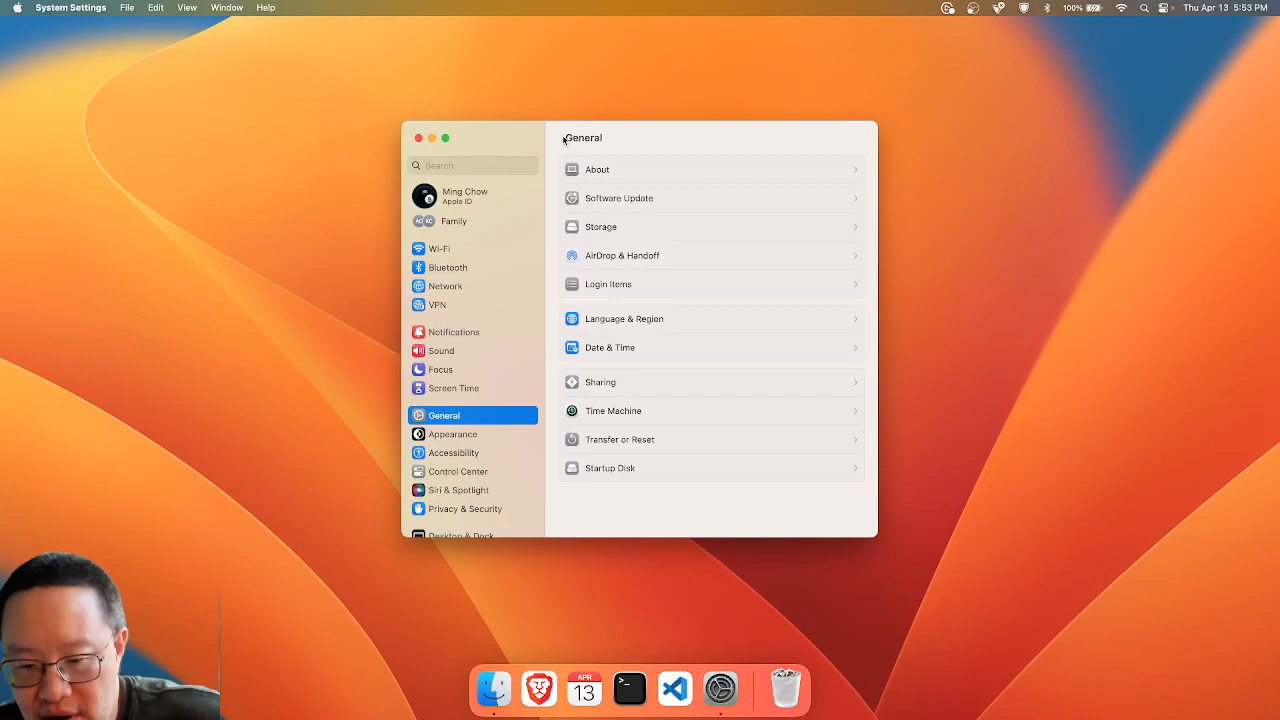 System Settings File Edit View Window Help 100% Thu Apr 13 5:53 PM
General
Search
Ming Chow
Apple ID
Family
Wi-Fi
Bluetooth
Network
VPN
Notifications
Sound
Focus
Screen Time
General
Appearance
Accessibility
Control Center
Siri & Spotlight
Privacy & Security
Desktop & Dock
About
Software Update
Storage
AirDrop & Handoff
Login Items
Language & Region
Date & Time
Sharing
Time Machine
Transfer or Reset
Startup Disk
APR
13
>_